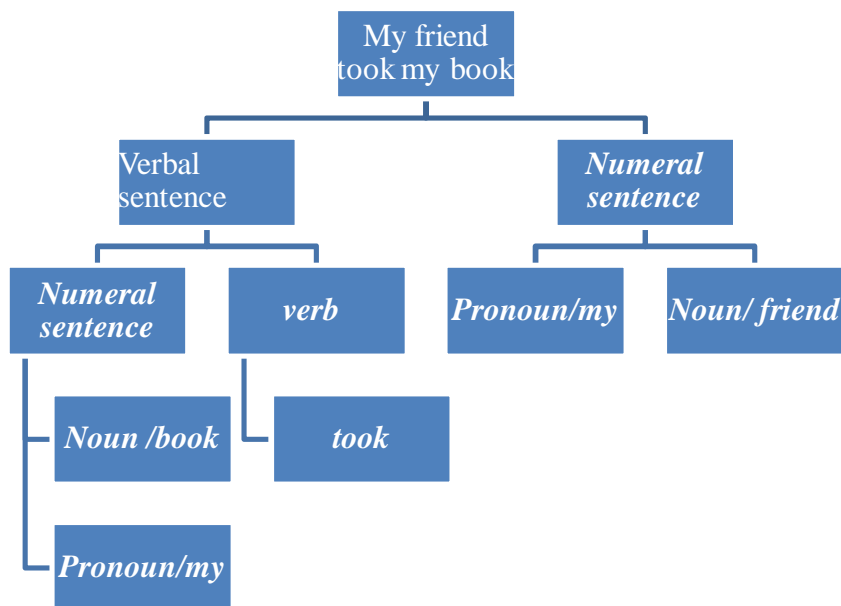 My friend
took my book
Verbal
sentence
Numeral
sentence
Numeral
sentence
verb
Pronoun/my
Noun/ friend
Noun /book
took
Pronoun/my